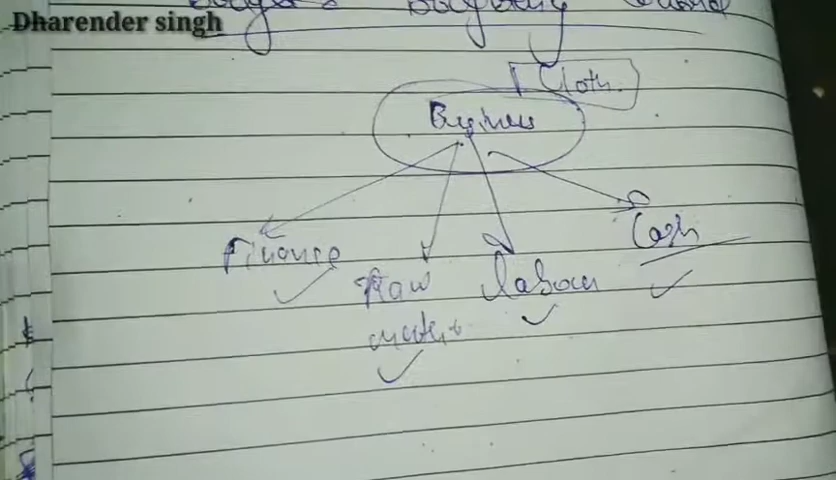 Dharender singh
Cloth.
Business
Cash
Finance
Raw
labour